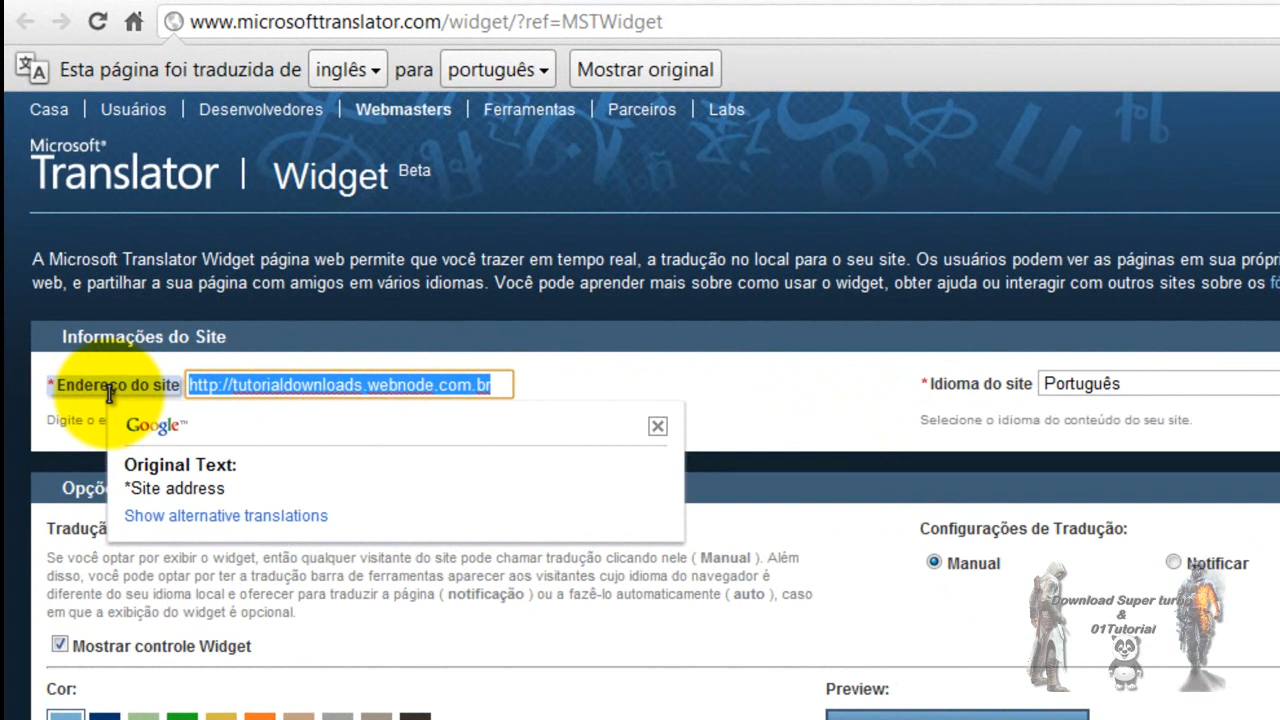 www.microsofttranslator.com/widget/?ref=MSTWidget
Esta página foi traduzida de inglês para português Mostrar original
Casa | Usuários | Desenvolvedores | Webmasters | Ferramentas | Parceiros | Labs
Microsoft®
Translator | Widget Beta
A Microsoft Translator Widget página web permite que você trazer em tempo real, a tradução no local para o seu site. Os usuários podem ver as páginas em sua própri
web, e partilhar a sua página com amigos em vários idiomas. Você pode aprender mais sobre como usar o widget, obter ajuda ou interagir com outros sites sobre os fó
Informações do Site
* Endereço do site http://tutorialdownloads.webnode.com.br
* Idioma do site Português
Digite o e
Selecione o idioma do conteúdo do seu site.
Google™
Original Text:
*Site address
Show alternative translations
Opçõ
Traduçã
Configurações de Tradução:
Se você optar por exibir o widget, então qualquer visitante do site pode chamar tradução clicando nele ( Manual ). Além
disso, você pode optar por ter a tradução barra de ferramentas aparecer aos visitantes cujo idioma do navegador é
diferente do seu idioma local e oferecer para traduzir a página ( notificação ) ou a fazê-lo automaticamente ( auto ), caso
em que a exibição do widget é opcional.
Manual Notificar
Download Super turbo
&
01Tutorial
Mostrar controle Widget
Cor:
Preview: